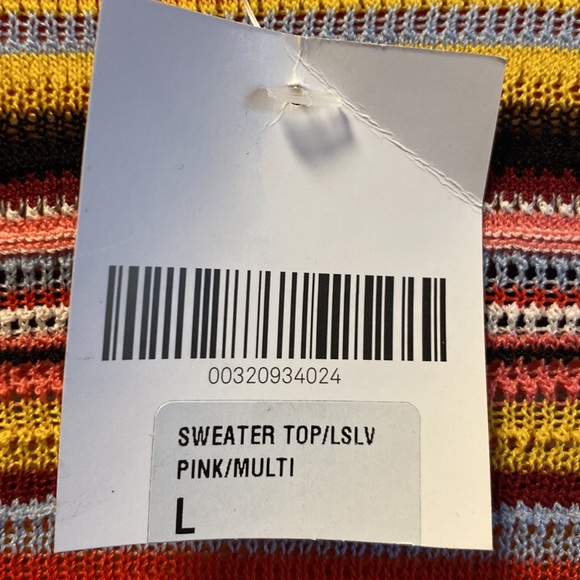 00320934024
SWEATER TOP/LSLV
PINK/MULTI
L